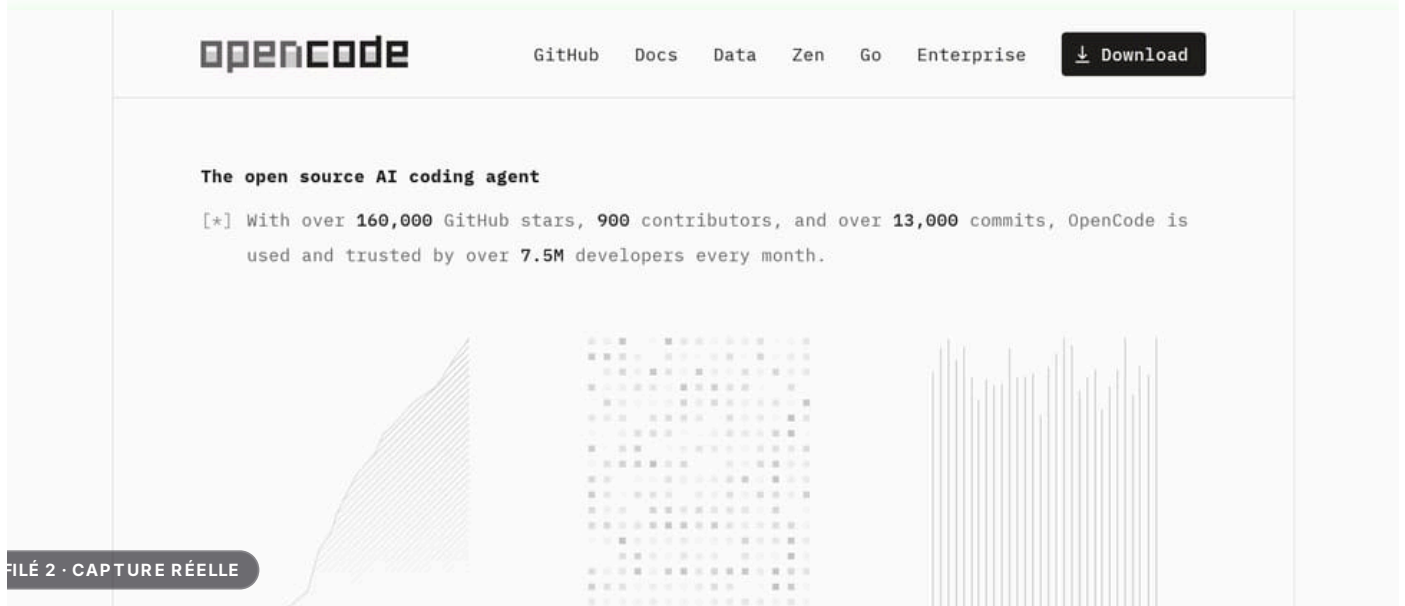 opencode
GitHub Docs Data Zen Go Enterprise Download
The open source AI coding agent
[*] With over 160,000 GitHub stars, 900 contributors, and over 13,000 commits, OpenCode is
used and trusted by over 7.5M developers every month.
FILÉ 2 · CAPTURE RÉELLE